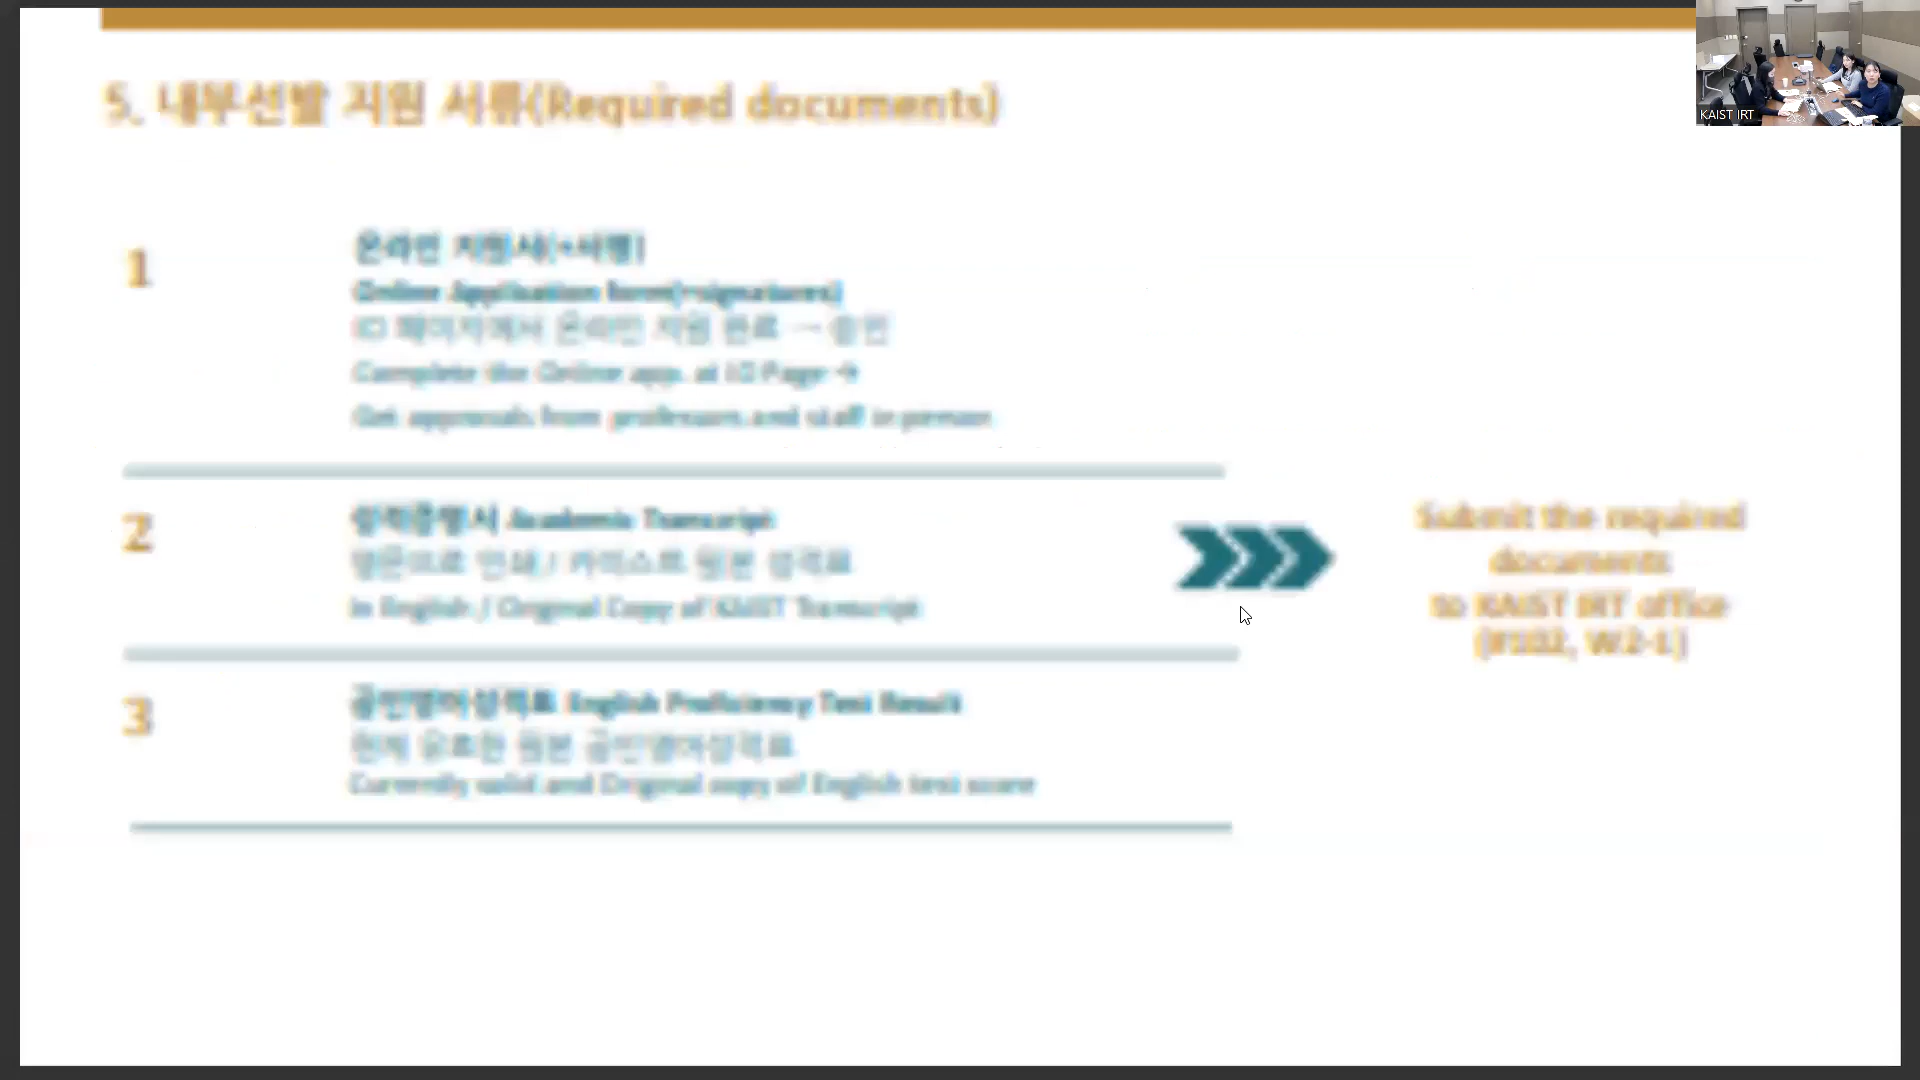 KAIST IRT
5. 내부선발 지원 서류(Required documents)
1
온라인 지원서(+서명)
Online Application form(+signatures)
IO 페이지에서 온라인 지원 완료 → 승인
Complete the Online app. at IO Page →
Get approvals from professors and staff in person
2
성적증명서 Academic Transcript
영문으로 인쇄 / 카이스트 원본 성적표
In English / Original Copy of KAIST Transcript
3
공인영어성적표 English Proficiency Test Result
현재 유효한 원본 공인영어성적표
Currently valid and Original copy of English test score
Submit the required
documents
to KAIST IRT office
W2-1)